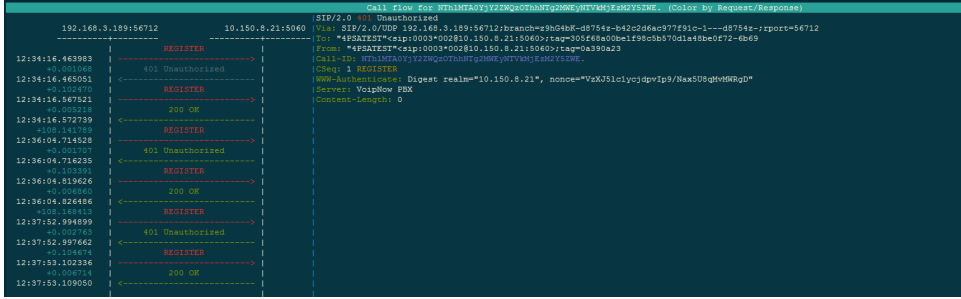 Call flow for NThlMTA0YjY2ZWQzOThhNTg2MWEyNTVkMjEzM2Y5ZWE. (Color by Request/Response)
SIP/2.0 401 Unauthorized
192.168.3.189:56712 10.150.8.21:5060 Via: SIP/2.0/UDP 192.168.3.189:56712;branch=z9hG4bK-d8754z-b42c2d6ac977f91c-1---d8754z-;rport=56712
To: "4PSATEST"<sip:0003*002@10.150.8.21:5060>;tag=305f68a00be1f98c5b570d1a48be0f72-6b69
REGISTER From: "4PSATEST"<sip:0003*002@10.150.8.21:5060>;tag=0a390a23
12:34:16.463983 Call-ID: NThlMTA0YjY2ZWQzOThhNTg2MWEyNTVkMjEzM2Y5ZWE.
+0.001068 401 Unauthorized CSeq: 1 REGISTER
12:34:16.465051 WWW-Authenticate: Digest realm="10.150.8.21", nonce="VzXJ5lc1ycjdpvIp9/Nax5U8qMvMWRgD"
+0.102470 REGISTER Server: VoipNow PBX
12:34:16.567521 Content-Length: 0
+0.005218 200 OK
12:34:16.572739
+108.141789 REGISTER
12:36:04.714528
+0.001707 401 Unauthorized
12:36:04.716235
+0.103391 REGISTER
12:36:04.819626
+0.006860 200 OK
12:36:04.826486
+108.168413 REGISTER
12:37:52.994899
+0.002763 401 Unauthorized
12:37:52.997662
+0.104674 REGISTER
12:37:53.102336
+0.006714 200 OK
12:37:53.109050